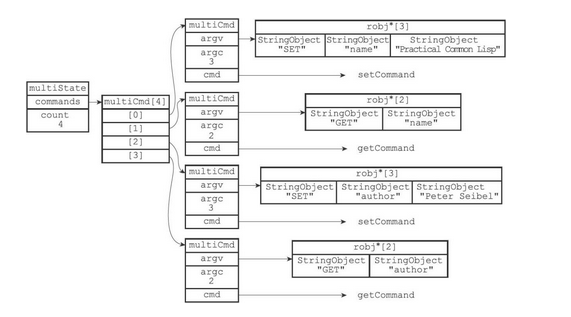 multiState
commands
count
4
multiCmd[4]
[0]
[1]
[2]
[3]
multiCmd
argv
argc
3
cmd
robj*[3]
StringObject
"SET"
StringObject
"name"
StringObject
"Practical Common Lisp"
setCommand
multiCmd
argv
argc
2
cmd
robj*[2]
StringObject
"GET"
StringObject
"name"
getCommand
multiCmd
argv
argc
3
cmd
robj*[3]
StringObject
"SET"
StringObject
"author"
StringObject
"Peter Seibel"
setCommand
multiCmd
argv
argc
2
cmd
robj*[2]
StringObject
"GET"
StringObject
"author"
getCommand